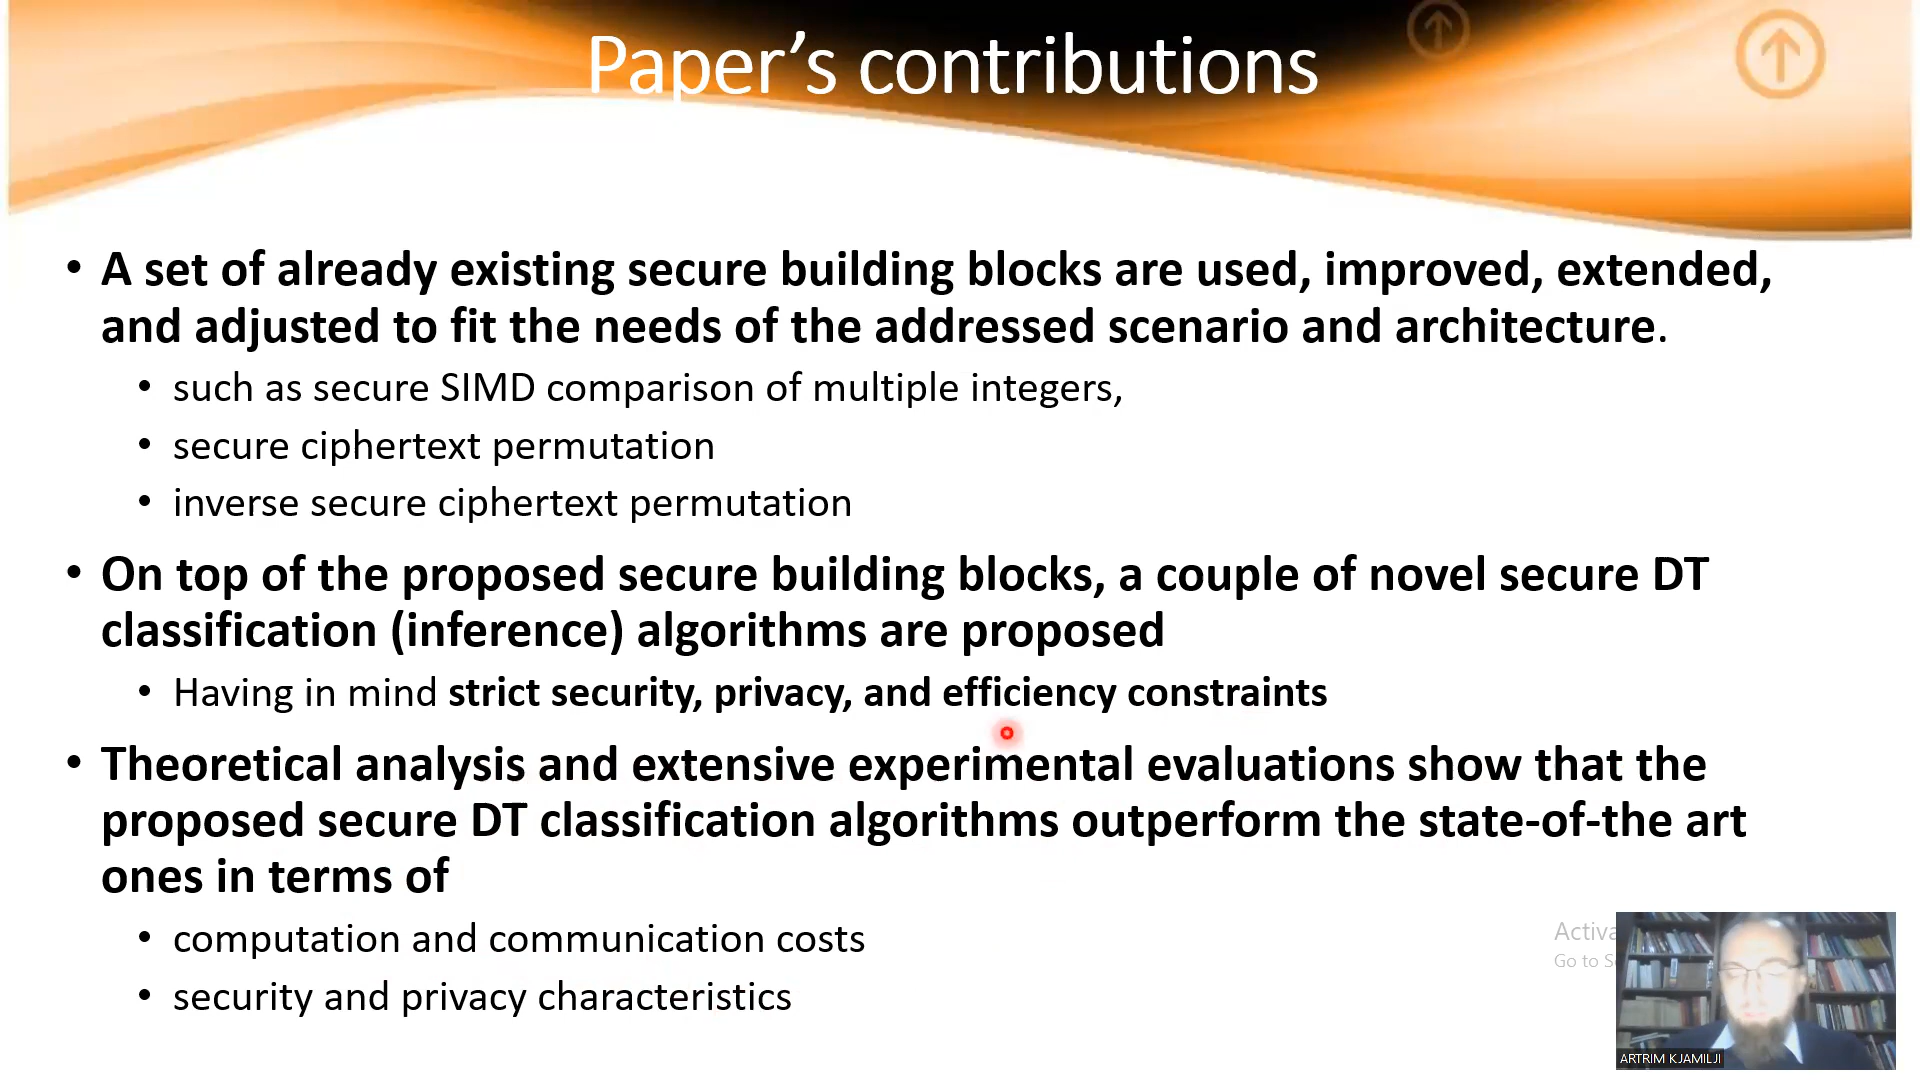 Paper's contributions
• A set of already existing secure building blocks are used, improved, extended,
and adjusted to fit the needs of the addressed scenario and architecture.
• such as secure SIMD comparison of multiple integers,
• secure ciphertext permutation
• inverse secure ciphertext permutation
• On top of the proposed secure building blocks, a couple of novel secure DT
classification (inference) algorithms are proposed
• Having in mind strict security, privacy, and efficiency constraints
• Theoretical analysis and extensive experimental evaluations show that the
proposed secure DT classification algorithms outperform the state-of-the art
ones in terms of
• computation and communication costs
• security and privacy characteristics
Activa
Go to S
ARTRIM KJAMILJI